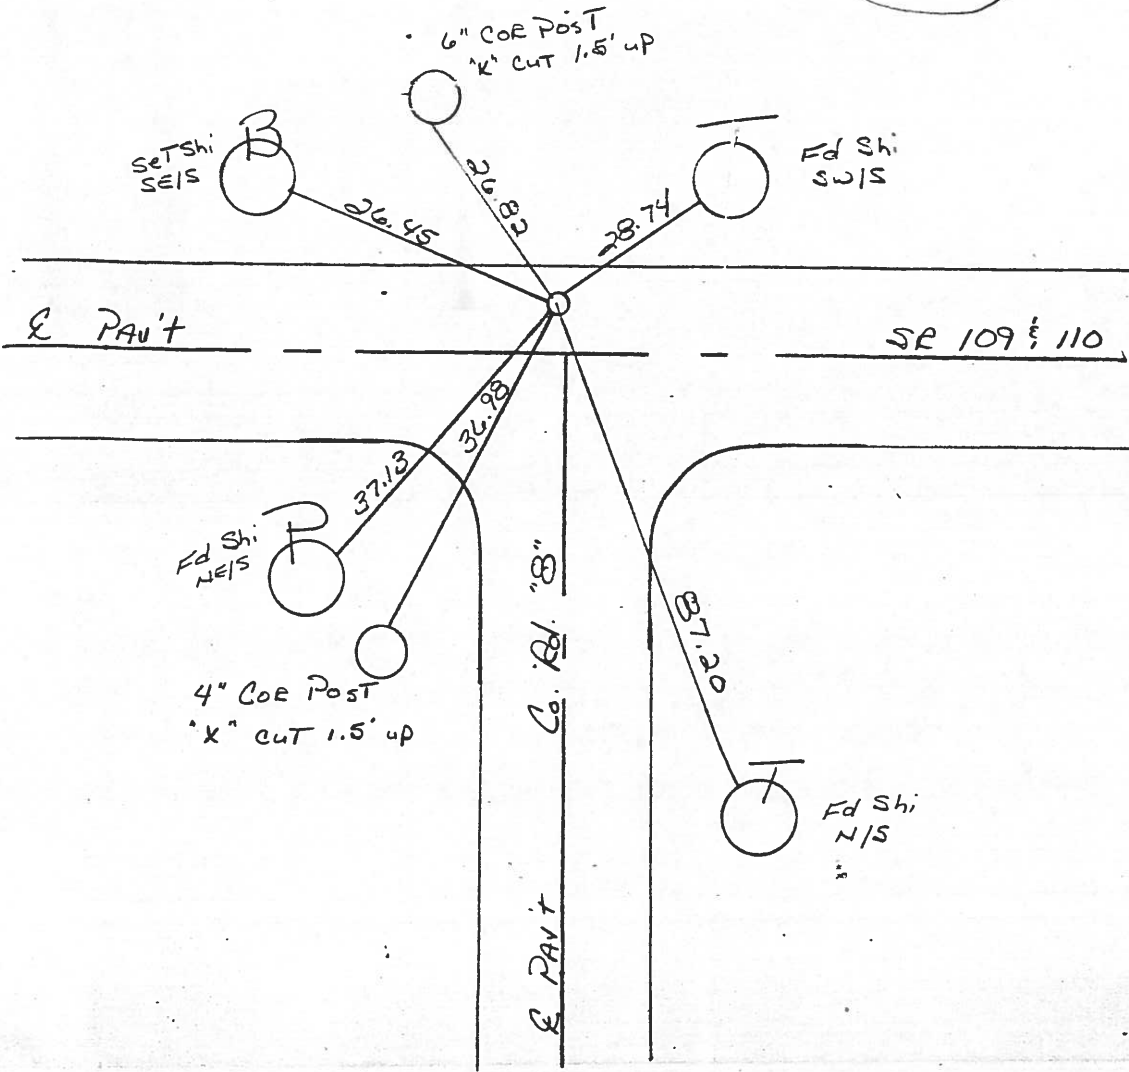 6" COE POST
"X" CUT 1.5' UP
SeT Shi
SE/S
B
T
Fd Shi
SW/S
26.45
26.82
28.74
℄ PAV'T
SR 109 & 110
37.13
36.98
Fd Shi
NE/S
4" COE POST
"X" CUT 1.5' UP
Co. Rd. "8"
87.20
T
Fd Shi
N/S
℄ PAV'T